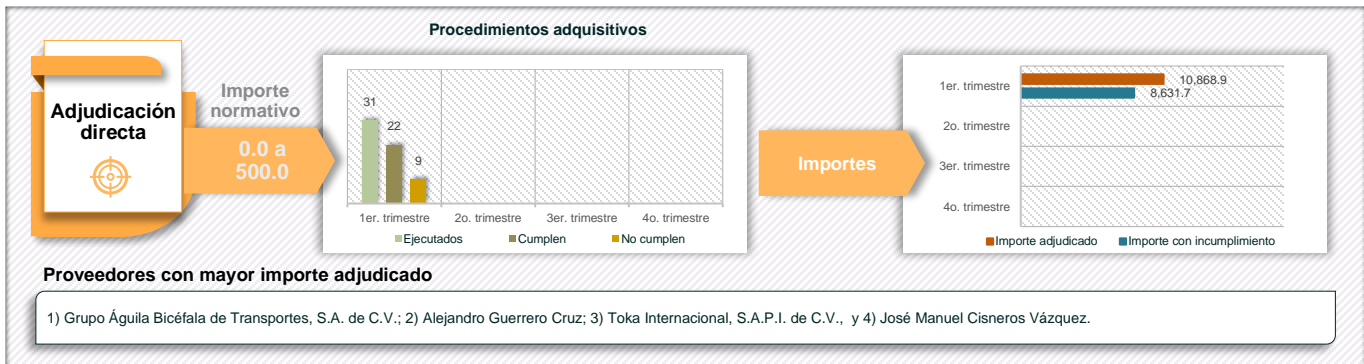 Procedimientos adquisitivos
Adjudicación
directa
Importe
normativo
0.0 a
500.0
31
22
9
1er. trimestre 2o. trimestre 3er. trimestre 4o. trimestre
Ejecutados Cumplen No cumplen
Importes
1er. trimestre
10,868.9
8,631.7
2o. trimestre
3er. trimestre
4o. trimestre
Importe adjudicado Importe con incumplimiento
Proveedores con mayor importe adjudicado
1) Grupo Águila Bicéfala de Transportes, S.A. de C.V.; 2) Alejandro Guerrero Cruz; 3) Toka Internacional, S.A.P.I. de C.V., y 4) José Manuel Cisneros Vázquez.